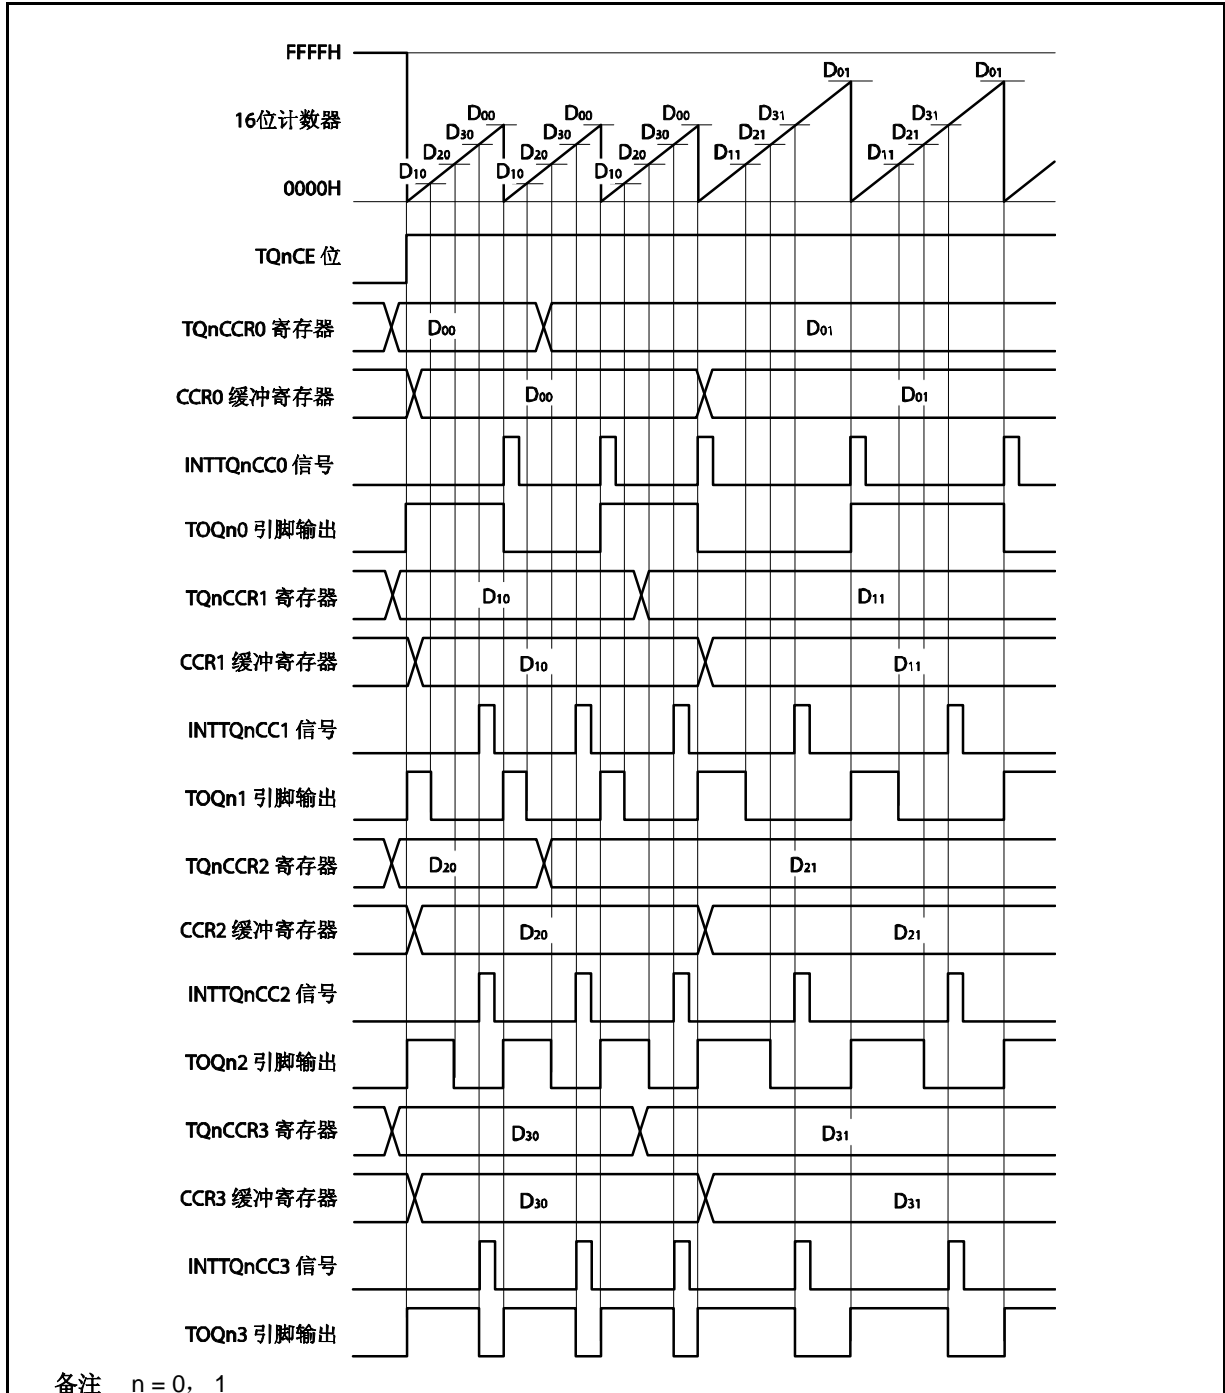 FFFFH
D01 D01
16位计数器
D00 D00 D00 D31 D31
D30 D30 D30 D21 D21
D20 D20 D20 D11 D11
D10 D10 D10
0000H
TQnCE 位
TQnCCR0 寄存器 D00 D01
CCR0 缓冲寄存器 D00 D01
INTTQnCC0 信号
TOQn0 引脚输出
TQnCCR1 寄存器 D10 D11
CCR1 缓冲寄存器 D10 D11
INTTQnCC1 信号
TOQn1 引脚输出
TQnCCR2 寄存器 D20 D21
CCR2 缓冲寄存器 D20 D21
INTTQnCC2 信号
TOQn2 引脚输出
TQnCCR3 寄存器 D30 D31
CCR3 缓冲寄存器 D30 D31
INTTQnCC3 信号
TOQn3 引脚输出
备注 n = 0， 1